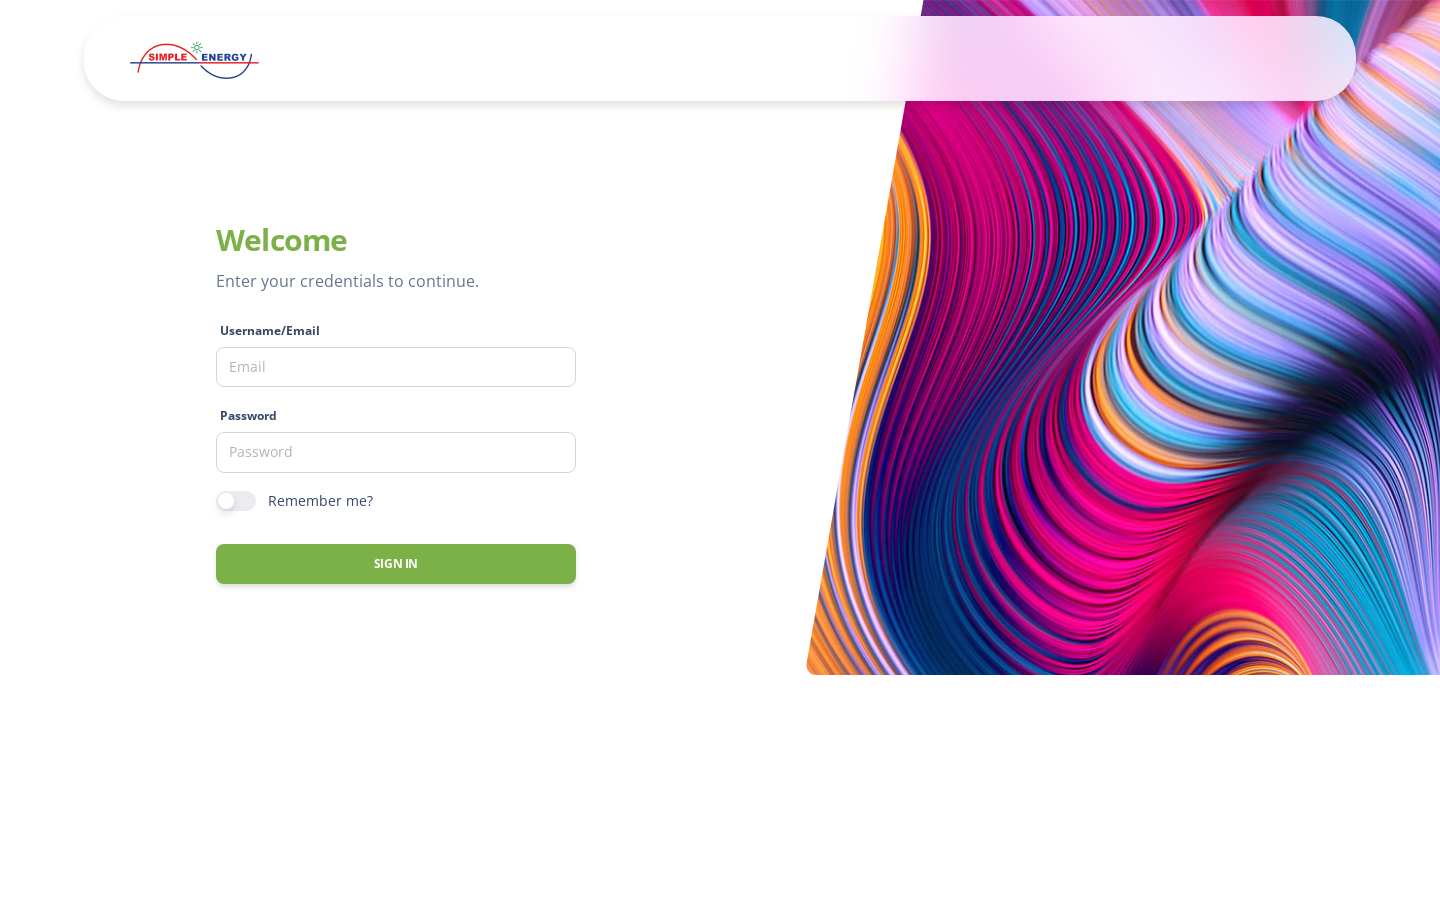 SIMPLE ENERGY
Welcome
Enter your credentials to continue.
Username/Email
Email
Password
Password
Remember me?
SIGN IN